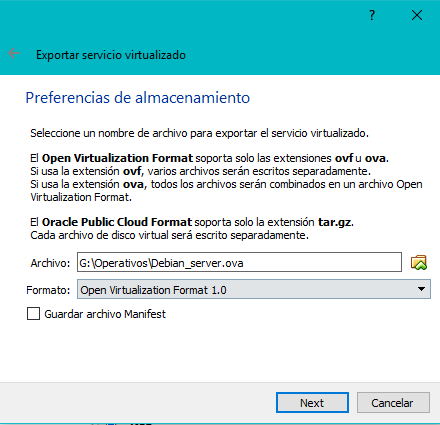 ?
Exportar servicio virtualizado
Preferencias de almacenamiento
Seleccione un nombre de archivo para exportar el servicio virtualizado.
El Open Virtualization Format soporta solo las extensiones ovf u ova.
Si usa la extensión ovf, varios archivos serán escritos separadamente.
Si usa la extensión ova, todos los archivos serán combinados en un archivo Open
Virtualization Format.
El Oracle Public Cloud Format soporta solo la extensión tar.gz.
Cada archivo de disco virtual será escrito separadamente.
Archivo: G:\Operativos\Debian_server.ova
Formato: Open Virtualization Format 1.0
Guardar archivo Manifest
Next Cancelar